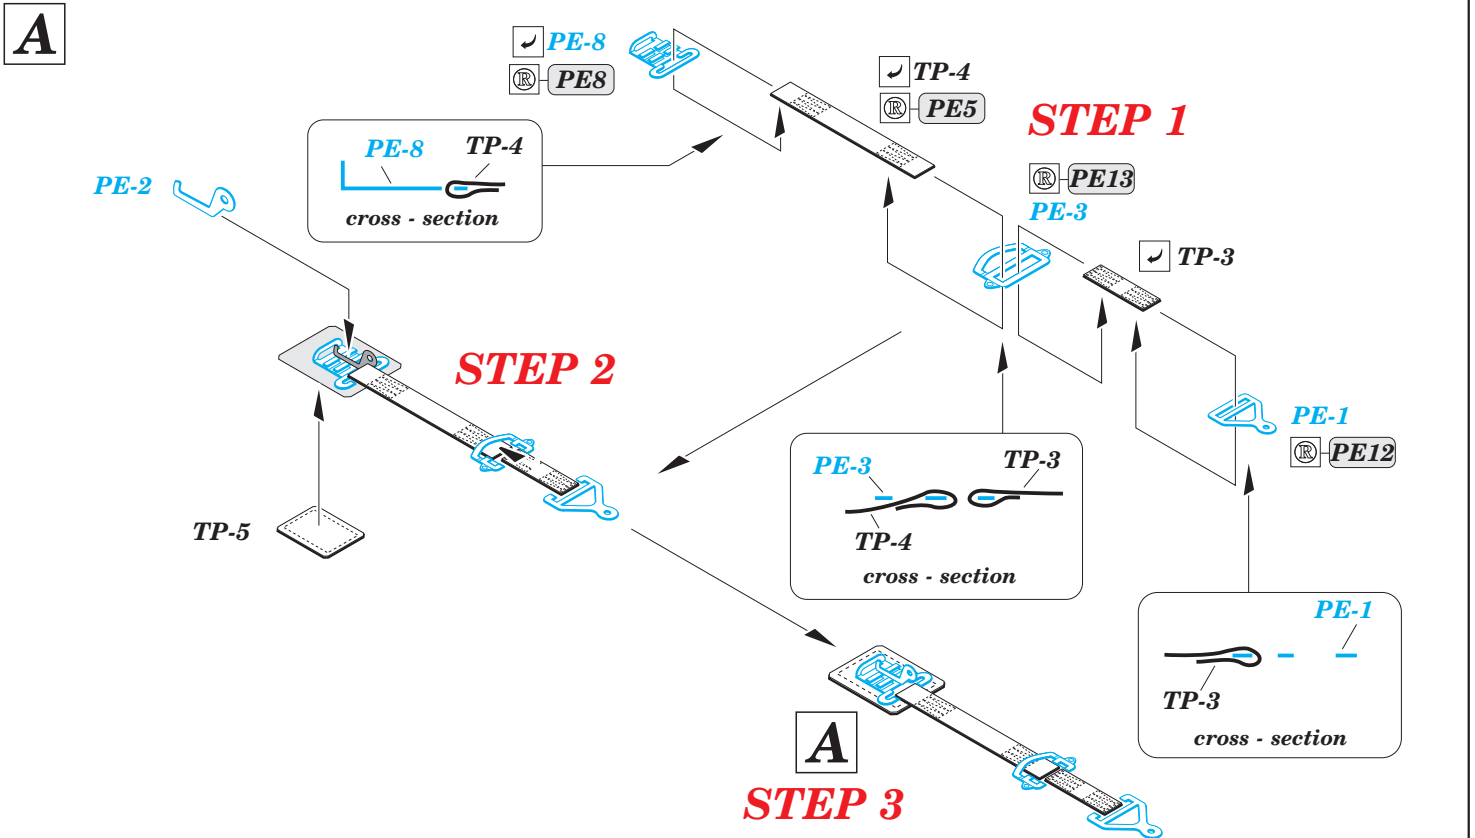 A
PE-8
® PE8
TP-4
® PE5
STEP 1
PE-8 TP-4
cross - section
PE-2
® PE13
PE-3
TP-3
STEP 2
PE-1
® PE12
PE-3 TP-3
TP-4
cross - section
TP-5
PE-1
TP-3
cross - section
A
STEP 3